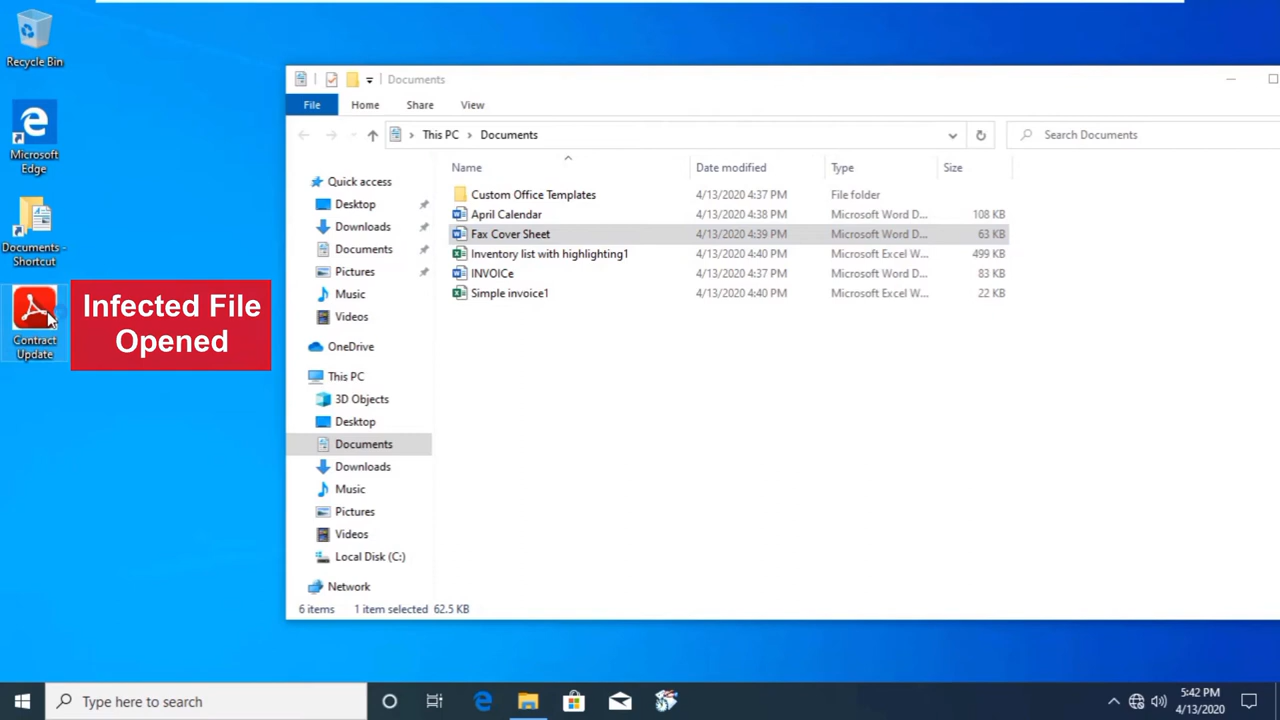 Recycle Bin
Microsoft
Edge
Documents -
Shortcut
Contract
Update
Infected File
Opened
Documents
File Home Share View
This PC Documents
Search Documents
Name Date modified Type Size
Quick access
Desktop
Downloads
Documents
Pictures
Music
Videos
OneDrive
This PC
3D Objects
Desktop
Documents
Downloads
Music
Pictures
Videos
Local Disk (C:)
Network
Custom Office Templates 4/13/2020 4:37 PM File folder
April Calendar 4/13/2020 4:38 PM Microsoft Word D... 108 KB
Fax Cover Sheet 4/13/2020 4:39 PM Microsoft Word D... 63 KB
Inventory list with highlighting1 4/13/2020 4:40 PM Microsoft Excel W... 499 KB
INVOICe 4/13/2020 4:37 PM Microsoft Word D... 83 KB
Simple invoice1 4/13/2020 4:40 PM Microsoft Excel W... 22 KB
6 items 1 item selected 62.5 KB
Type here to search
5:42 PM
4/13/2020